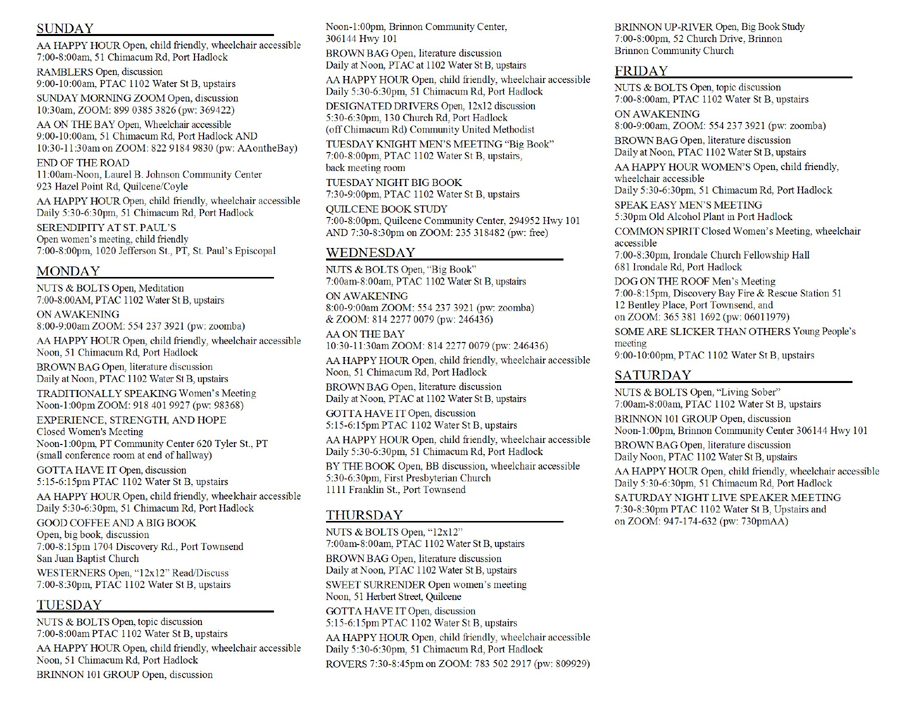 SUNDAY
AA HAPPY HOUR Open, child friendly, wheelchair accessible
7:00-8:00am, 51 Chimacum Rd, Port Hadlock
RAMBLERS Open, discussion
9:00-10:00am, PTAC 1102 Water St B, upstairs
SUNDAY MORNING ZOOM Open, discussion
10:30am, ZOOM: 899 0385 3826 (pw: 369422)
AA ON THE BAY Open, Wheelchair accessible
9:00-10:00am, 51 Chimacum Rd, Port Hadlock AND
10:30-11:30am on ZOOM: 822 9184 9830 (pw: AAontheBay)
END OF THE ROAD
11:00am-Noon, Laurel B. Johnson Community Center
923 Hazel Point Rd, Quilcene/Coyle
AA HAPPY HOUR Open, child friendly, wheelchair accessible
Daily 5:30-6:30pm, 51 Chimacum Rd, Port Hadlock
SERENDIPITY AT ST. PAUL'S
Open women's meeting, child friendly
7:00-8:00pm, 1020 Jefferson St., PT, St. Paul's Episcopal
MONDAY
NUTS & BOLTS Open, Meditation
7:00-8:00AM, PTAC 1102 Water St B, upstairs
ON AWAKENING
8:00-9:00am ZOOM: 554 237 3921 (pw: zoomba)
AA HAPPY HOUR Open, child friendly, wheelchair accessible
Noon, 51 Chimacum Rd, Port Hadlock
BROWN BAG Open, literature discussion
Daily at Noon, PTAC 1102 Water St B, upstairs
TRADITIONALLY SPEAKING Women's Meeting
Noon-1:00pm ZOOM: 918 401 9927 (pw: 98368)
EXPERIENCE, STRENGTH, AND HOPE
Closed Women's Meeting
Noon-1:00pm, PT Community Center 620 Tyler St., PT
(small conference room at end of hallway)
GOTTA HAVE IT Open, discussion
5:15-6:15pm PTAC 1102 Water St B, upstairs
AA HAPPY HOUR Open, child friendly, wheelchair accessible
Daily 5:30-6:30pm, 51 Chimacum Rd, Port Hadlock
GOOD COFFEE AND A BIG BOOK
Open, big book, discussion
7:00-8:15pm 1704 Discovery Rd., Port Townsend
San Juan Baptist Church
WESTERNERS Open, "12x12" Read/Discuss
7:00-8:30pm, PTAC 1102 Water St B, upstairs
TUESDAY
NUTS & BOLTS Open, topic discussion
7:00-8:00am PTAC 1102 Water St B, upstairs
AA HAPPY HOUR Open, child friendly, wheelchair accessible
Noon, 51 Chimacum Rd, Port Hadlock
BRINNON 101 GROUP Open, discussion
Noon-1:00pm, Brinnon Community Center,
306144 Hwy 101
BROWN BAG Open, literature discussion
Daily at Noon, PTAC at 1102 Water St B, upstairs
AA HAPPY HOUR Open, child friendly, wheelchair accessible
Daily 5:30-6:30pm, 51 Chimacum Rd, Port Hadlock
DESIGNATED DRIVERS Open, 12x12 discussion
5:30-6:30pm, 130 Church Rd, Port Hadlock
(off Chimacum Rd) Community United Methodist
TUESDAY KNIGHT MEN'S MEETING "Big Book"
7:00-8:00pm, PTAC 1102 Water St B, upstairs,
back meeting room
TUESDAY NIGHT BIG BOOK
7:30-9:00pm, PTAC 1102 Water St B, upstairs
QUILCENE BOOK STUDY
7:00-8:00pm, Quilcene Community Center, 294952 Hwy 101
AND 7:30-8:30pm on ZOOM: 235 318482 (pw: free)
WEDNESDAY
NUTS & BOLTS Open, "Big Book"
7:00am-8:00am, PTAC 1102 Water St B, upstairs
ON AWAKENING
8:00-9:00am ZOOM: 554 237 3921 (pw: zoomba)
& ZOOM: 814 2277 0079 (pw: 246436)
AA ON THE BAY
10:30-11:30am ZOOM: 814 2277 0079 (pw: 246436)
AA HAPPY HOUR Open, child friendly, wheelchair accessible
Noon, 51 Chimacum Rd, Port Hadlock
BROWN BAG Open, literature discussion
Daily at Noon, PTAC at 1102 Water St B, upstairs
GOTTA HAVE IT Open, discussion
5:15-6:15pm PTAC 1102 Water St B, upstairs
AA HAPPY HOUR Open, child friendly, wheelchair accessible
Daily 5:30-6:30pm, 51 Chimacum Rd, Port Hadlock
BY THE BOOK Open, BB discussion, wheelchair accessible
5:30-6:30pm, First Presbyterian Church
1111 Franklin St., Port Townsend
THURSDAY
NUTS & BOLTS Open, "12x12"
7:00am-8:00am, PTAC 1102 Water St B, upstairs
BROWN BAG Open, literature discussion
Daily at Noon, PTAC 1102 Water St B, upstairs
SWEET SURRENDER Open women's meeting
Noon, 51 Herbert Street, Quilcene
GOTTA HAVE IT Open, discussion
5:15-6:15pm PTAC 1102 Water St B, upstairs
AA HAPPY HOUR Open, child friendly, wheelchair accessible
Daily 5:30-6:30pm, 51 Chimacum Rd, Port Hadlock
ROVERS 7:30-8:45pm on ZOOM: 783 502 2917 (pw: 809929)
BRINNON UP-RIVER Open, Big Book Study
7:00-8:00pm, 52 Church Drive, Brinnon
Brinnon Community Church
FRIDAY
NUTS & BOLTS Open, topic discussion
7:00-8:00am, PTAC 1102 Water St B, upstairs
ON AWAKENING
8:00-9:00am, ZOOM: 554 237 3921 (pw: zoomba)
BROWN BAG Open, literature discussion
Daily at Noon, PTAC 1102 Water St B, upstairs
AA HAPPY HOUR WOMEN'S Open, child friendly,
wheelchair accessible
Daily 5:30-6:30pm, 51 Chimacum Rd, Port Hadlock
SPEAK EASY MEN'S MEETING
5:30pm Old Alcohol Plant in Port Hadlock
COMMON SPIRIT Closed Women's Meeting, wheelchair
accessible
7:00-8:30pm, Irondale Church Fellowship Hall
681 Irondale Rd, Port Hadlock
DOG ON THE ROOF Men's Meeting
7:00-8:15pm, Discovery Bay Fire & Rescue Station 51
12 Bentley Place, Port Townsend, and
on ZOOM: 365 381 1692 (pw: 06011979)
SOME ARE SLICKER THAN OTHERS Young People's
meeting
9:00-10:00pm, PTAC 1102 Water St B, upstairs
SATURDAY
NUTS & BOLTS Open, "Living Sober"
7:00am-8:00am, PTAC 1102 Water St B, upstairs
BRINNON 101 GROUP Open, discussion
Noon-1:00pm, Brinnon Community Center 306144 Hwy 101
BROWN BAG Open, literature discussion
Daily Noon, PTAC 1102 Water St B, upstairs
AA HAPPY HOUR Open, child friendly, wheelchair accessible
Daily 5:30-6:30pm, 51 Chimacum Rd, Port Hadlock
SATURDAY NIGHT LIVE SPEAKER MEETING
7:30-8:30pm PTAC 1102 Water St B, Upstairs and
on ZOOM: 947-174-632 (pw: 730pmAA)